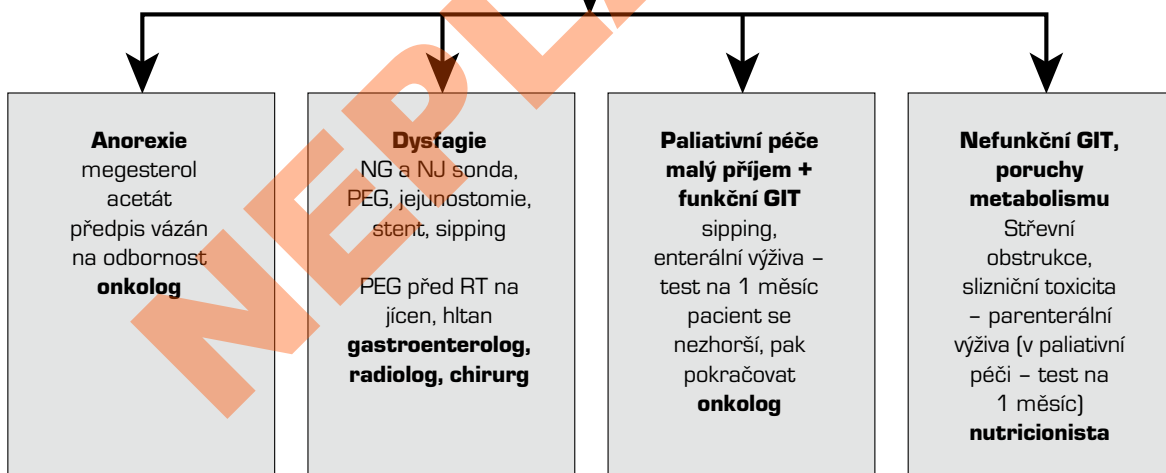 Anorexie
megesterol
acetát
předpis vázán
na odbornost
onkolog
Dysfagie
NG a NJ sonda,
PEG, jejunostomie,
stent, sipping
PEG před RT na
jícen, hltan
gastroenterolog,
radiolog, chirurg
Paliativní péče
malý příjem +
funkční GIT
sipping,
enterální výživa –
test na 1 měsíc
pacient se
nezhorší, pak
pokračovat
onkolog
Nefunkční GIT,
poruchy
metabolismu
Střevní
obstrukce,
slizniční toxicita
– parenterální
výživa (v paliativní
péči – test na
1 měsíc)
nutricionista
NEPL